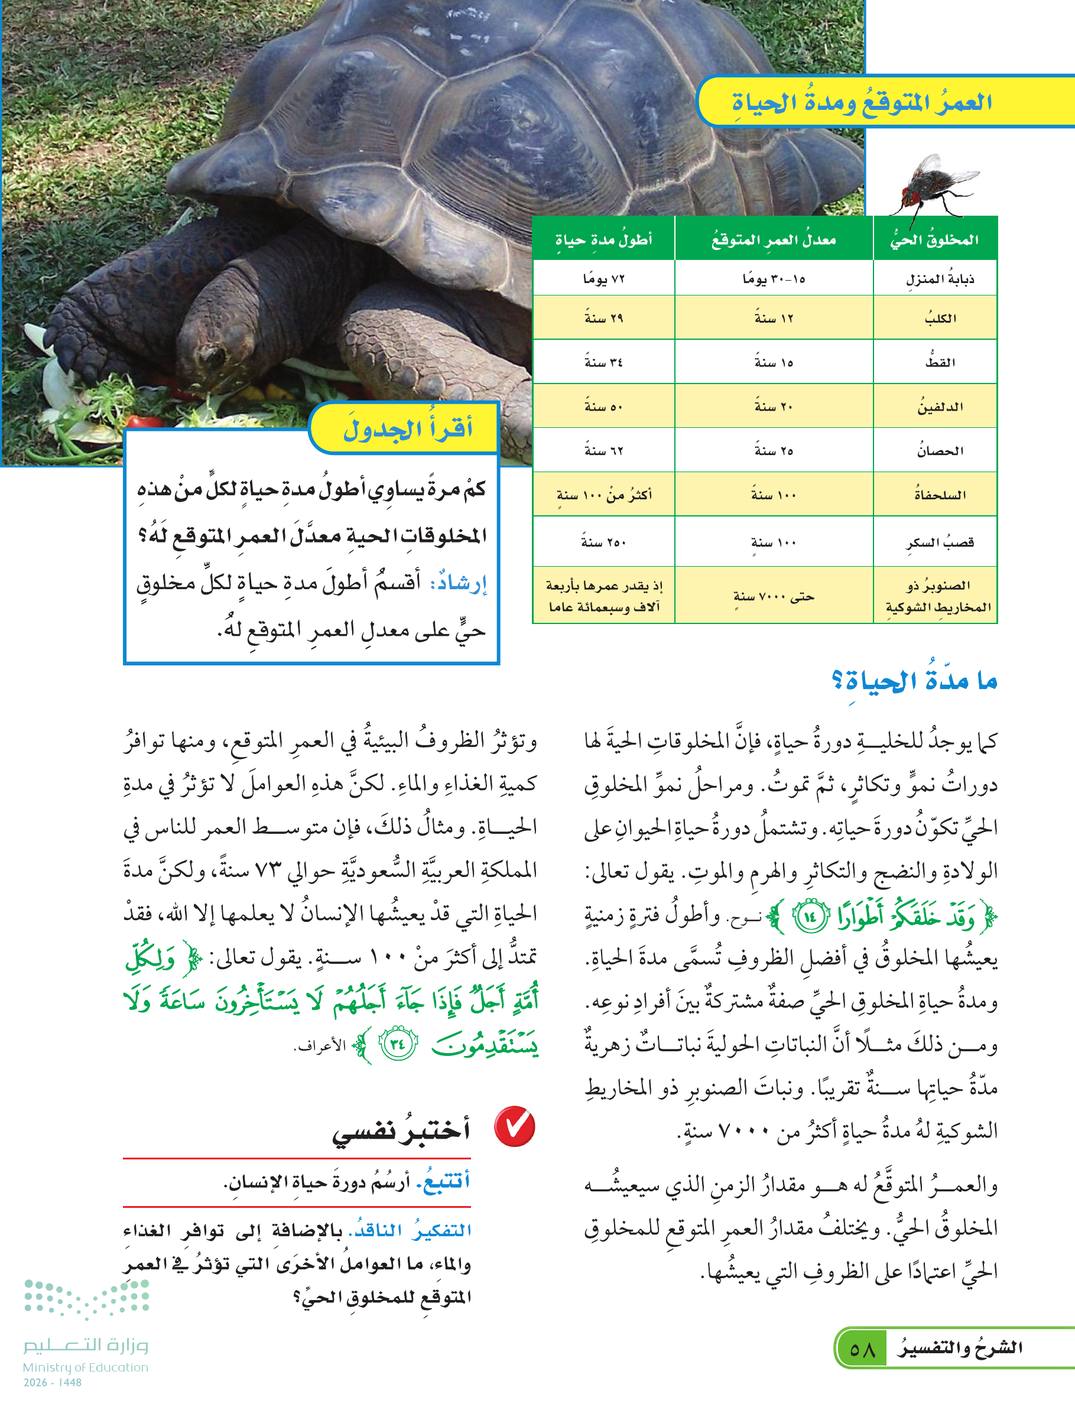 العمرُ المتوقعُ ومدةُ الحياةِ
المخلوقُ الحيُّ	معدلُ العمرِ المتوقعُ	أطولُ مدةِ حياةٍ
ذبابةُ المنزلِ	١٥–٣٠ يومًا	٧٢ يومًا
الكلبُ	١٢ سنةً	٢٩ سنةً
القطُّ	١٥ سنةً	٣٤ سنةً
الدلفينُ	٢٠ سنةً	٥٠ سنةً
الحصانُ	٢٥ سنةً	٦٢ سنةً
السلحفاةُ	١٠٠ سنةٍ	أكثرُ منْ ١٠٠ سنةٍ
قصبُ السكرِ	١٠٠ سنةٍ	٢٥٠ سنةً
الصنوبرُ ذو المخاريطِ الشوكيةِ	حتى ٧٠٠٠ سنةٍ	إذ يقدر عمرها بأربعة آلاف وسبعمائة عاما
أقرأُ الجدولَ
كمْ مرةً يساوِي أطولُ مدةِ حياةٍ لكلٍّ منْ هذهِ
المخلوقاتِ الحيةِ معدَّلَ العمرِ المتوقعِ لَهُ؟
إرشادٌ: أقسمُ أطولَ مدةِ حياةٍ لكلِّ مخلوقٍ
حيٍّ على معدلِ العمرِ المتوقعِ لهُ.
ما مدّةُ الحياةِ؟
كما يوجدُ للخليةِ دورةُ حياةٍ، فإنَّ المخلوقاتِ الحيةَ لها
دوراتُ نموٍّ وتكاثرٍ، ثمَّ تموتُ. ومراحلُ نموِّ المخلوقِ
الحيِّ تكوّنُ دورةَ حياتِه. وتشتملُ دورةُ حياةِ الحيوانِ على
الولادةِ والنضجِ والتكاثرِ والهرمِ والموتِ. يقول تعالى:
﴿وَقَدْ خَلَقَكُمْ أَطْوَارًا ١٤﴾ نوح. وأطولُ فترةٍ زمنيةٍ
يعيشُها المخلوقُ في أفضلِ الظروفِ تُسمَّى مدةَ الحياةِ.
ومدةُ حياةِ المخلوقِ الحيِّ صفةٌ مشتركةٌ بينَ أفرادِ نوعِه.
ومن ذلكَ مثلًا أنَّ النباتاتِ الحوليةَ نباتاتٌ زهريةٌ
مدّةُ حياتِها سنةٌ تقريبًا. ونباتَ الصنوبرِ ذو المخاريطِ
الشوكيةِ لهُ مدةُ حياةٍ أكثرُ من ٧٠٠٠ سنةٍ.
والعمرُ المتوقَّعُ له هو مقدارُ الزمنِ الذي سيعيشُه
المخلوقُ الحيُّ. ويختلفُ مقدارُ العمرِ المتوقعِ للمخلوقِ
الحيِّ اعتمادًا على الظروفِ التي يعيشُها.
وتؤثرُ الظروفُ البيئيةُ في العمرِ المتوقعِ، ومنها توافرُ
كميةِ الغذاءِ والماءِ. لكنَّ هذهِ العواملَ لا تؤثرُ في مدةِ
الحياةِ. ومثالُ ذلكَ، فإن متوسط العمر للناس في
المملكةِ العربيَّةِ السُّعوديَّةِ حوالي ٧٣ سنةً، ولكنَّ مدةَ
الحياةِ التي قدْ يعيشُها الإنسانُ لا يعلمها إلا الله، فقدْ
تمتدُّ إلى أكثرَ منْ ١٠٠ سنةٍ. يقول تعالى: ﴿وَلِكُلِّ
أُمَّةٍ أَجَلٌ فَإِذَا جَآءَ أَجَلُهُمْ لَا يَسْتَأْخِرُونَ سَاعَةً وَلَا
يَسْتَقْدِمُونَ ٣٤﴾ الأعراف.
أختبرُ نفسي
أتتبعُ. أرسُمُ دورةَ حياةِ الإنسانِ.
التفكيرُ الناقدُ. بالإضافةِ إلى توافرِ الغذاءِ
والماءِ، ما العواملُ الأخرَى التي تؤثرُ في العمرِ
المتوقعِ للمخلوقِ الحيِّ؟
وزارة التعليم
Ministry of Education
2026 - 1448
٥٨ الشرحُ والتفسيرُ